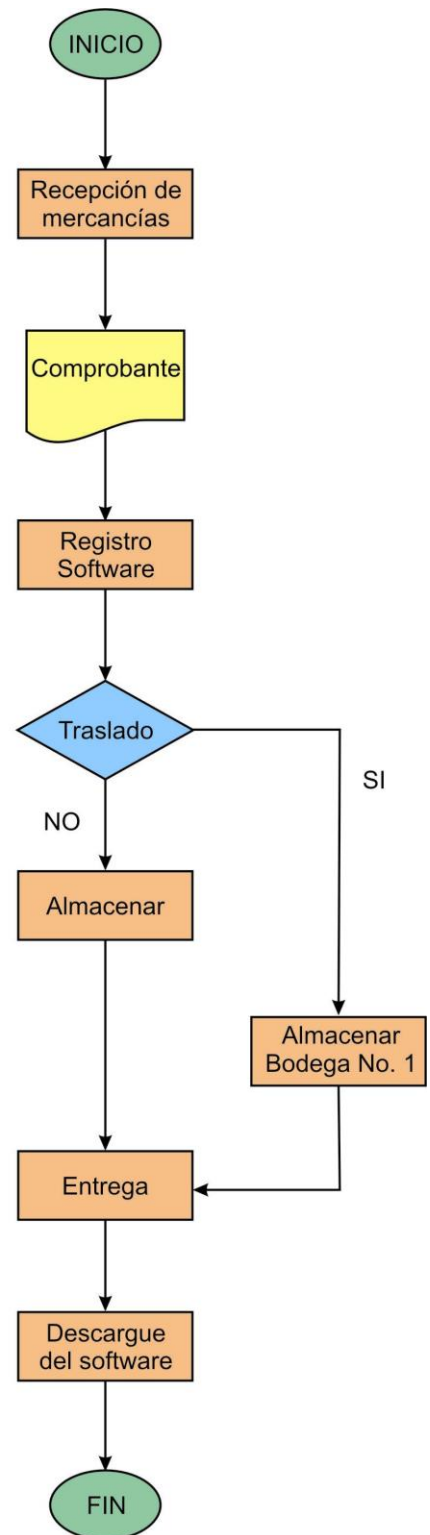 INICIO
Recepción de
mercancías
Comprobante
Registro
Software
Traslado
SI
NO
Almacenar
Almacenar
Bodega No. 1
Entrega
Descargue
del software
FIN